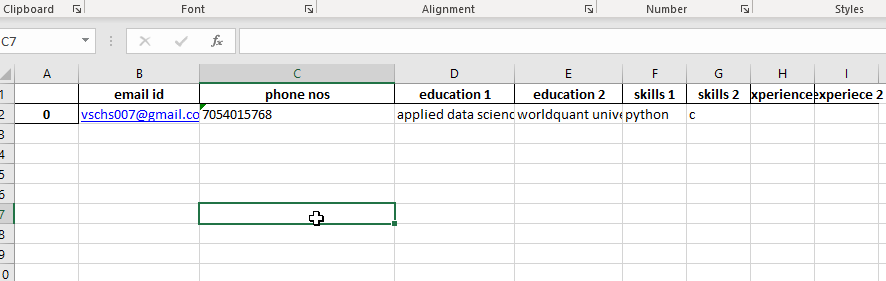 Clipboard Font Alignment Number Styles
C7 fx
A B C D E F G H I
1 email id phone nos education 1 education 2 skills 1 skills 2 xperience experiece 2
2 0 vschs007@gmail.co 7054015768 applied data scienc worldquant unive python c
3
4
5
6
7
8
9
0